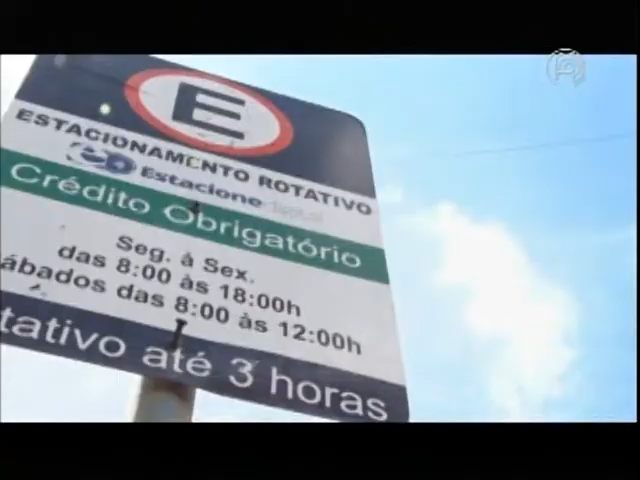 E
ESTACIONAMENTO ROTATIVO
Estacione
Crédito Obrigatório
Seg. à Sex.
das 8:00 às 18:00h
ábados das 8:00 às 12:00h
tativo até 3 horas